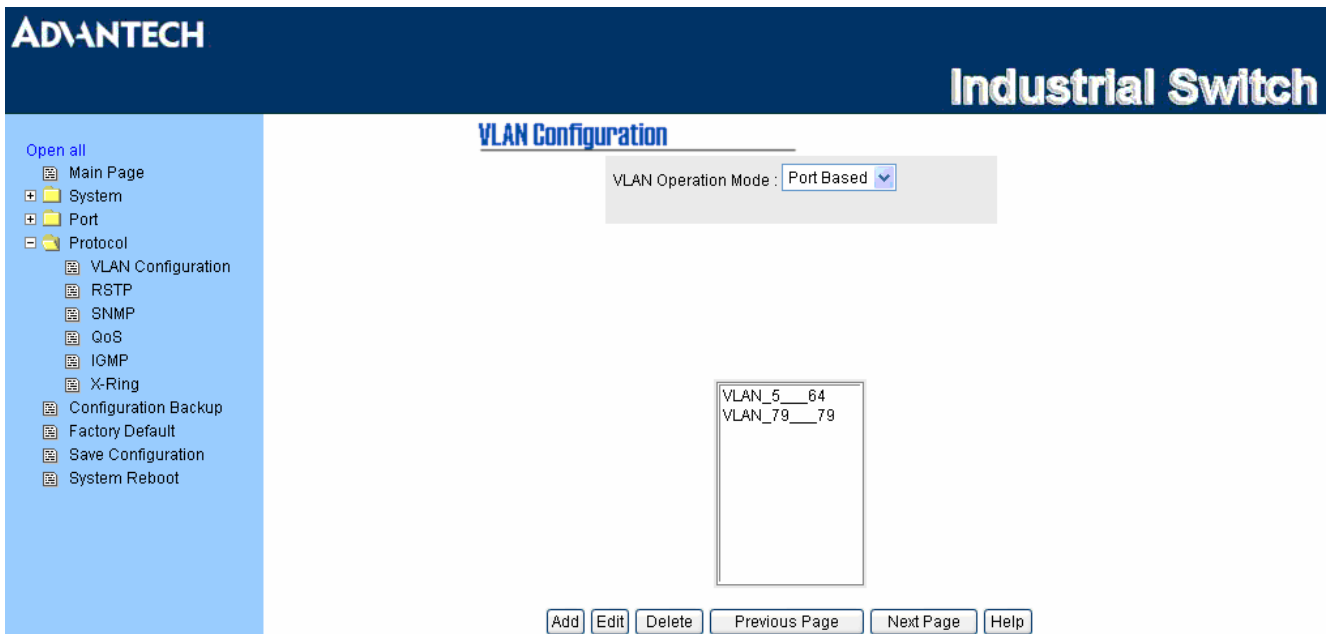 ADVANTECH
Industrial Switch
Open all
Main Page
System
Port
Protocol
VLAN Configuration
RSTP
SNMP
QoS
IGMP
X-Ring
Configuration Backup
Factory Default
Save Configuration
System Reboot
VLAN Configuration
VLAN Operation Mode : Port Based
VLAN_5___64
VLAN_79___79
Add Edit Delete Previous Page Next Page Help